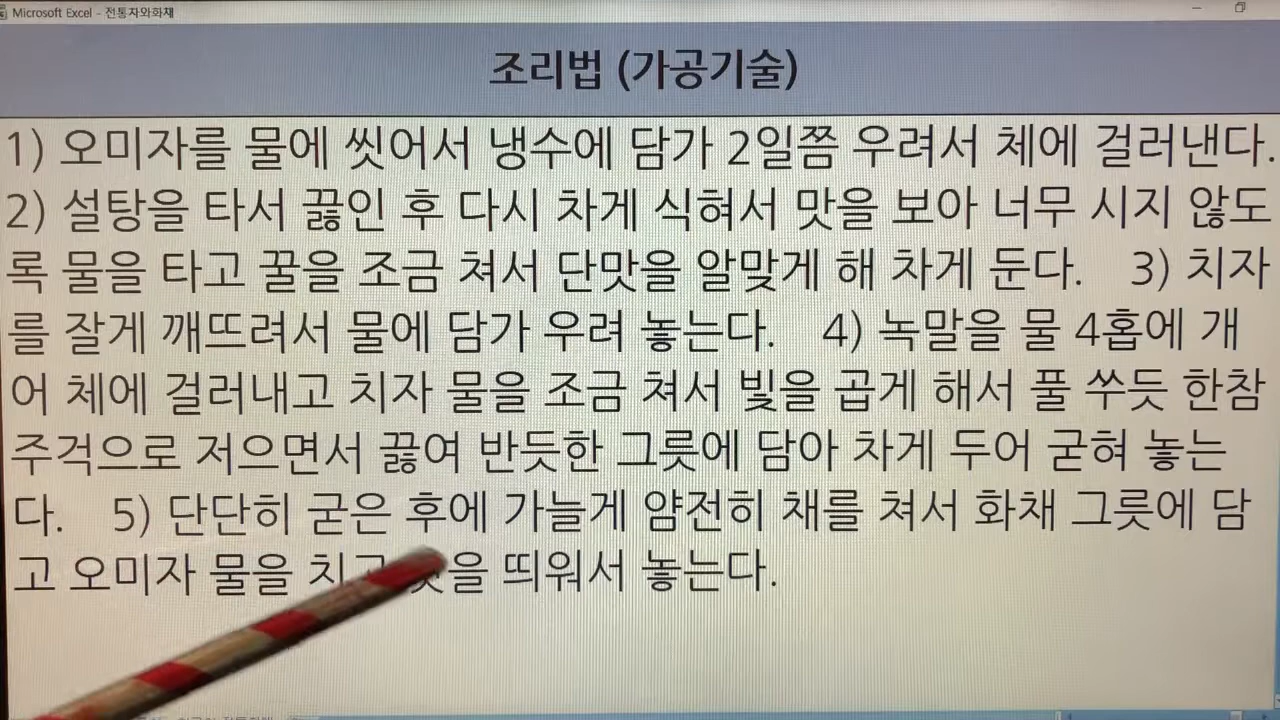 Microsoft Excel - 전통차와화채
조리법 (가공기술)
1) 오미자를 물에 씻어서 냉수에 담가 2일쯤 우려서 체에 걸러낸다.
2) 설탕을 타서 끓인 후 다시 차게 식혀서 맛을 보아 너무 시지 않도
록 물을 타고 꿀을 조금 쳐서 단맛을 알맞게 해 차게 둔다. 3) 치자
를 잘게 깨뜨려서 물에 담가 우려 놓는다. 4) 녹말을 물 4홉에 개
어 체에 걸러내고 치자 물을 조금 쳐서 빛을 곱게 해서 풀 쑤듯 한참
주걱으로 저으면서 끓여 반듯한 그릇에 담아 차게 두어 굳혀 놓는
다. 5) 단단히 굳은 후에 가늘게 얌전히 채를 쳐서 화채 그릇에 담
고 오미자 물을 치고 띄워서 놓는다.